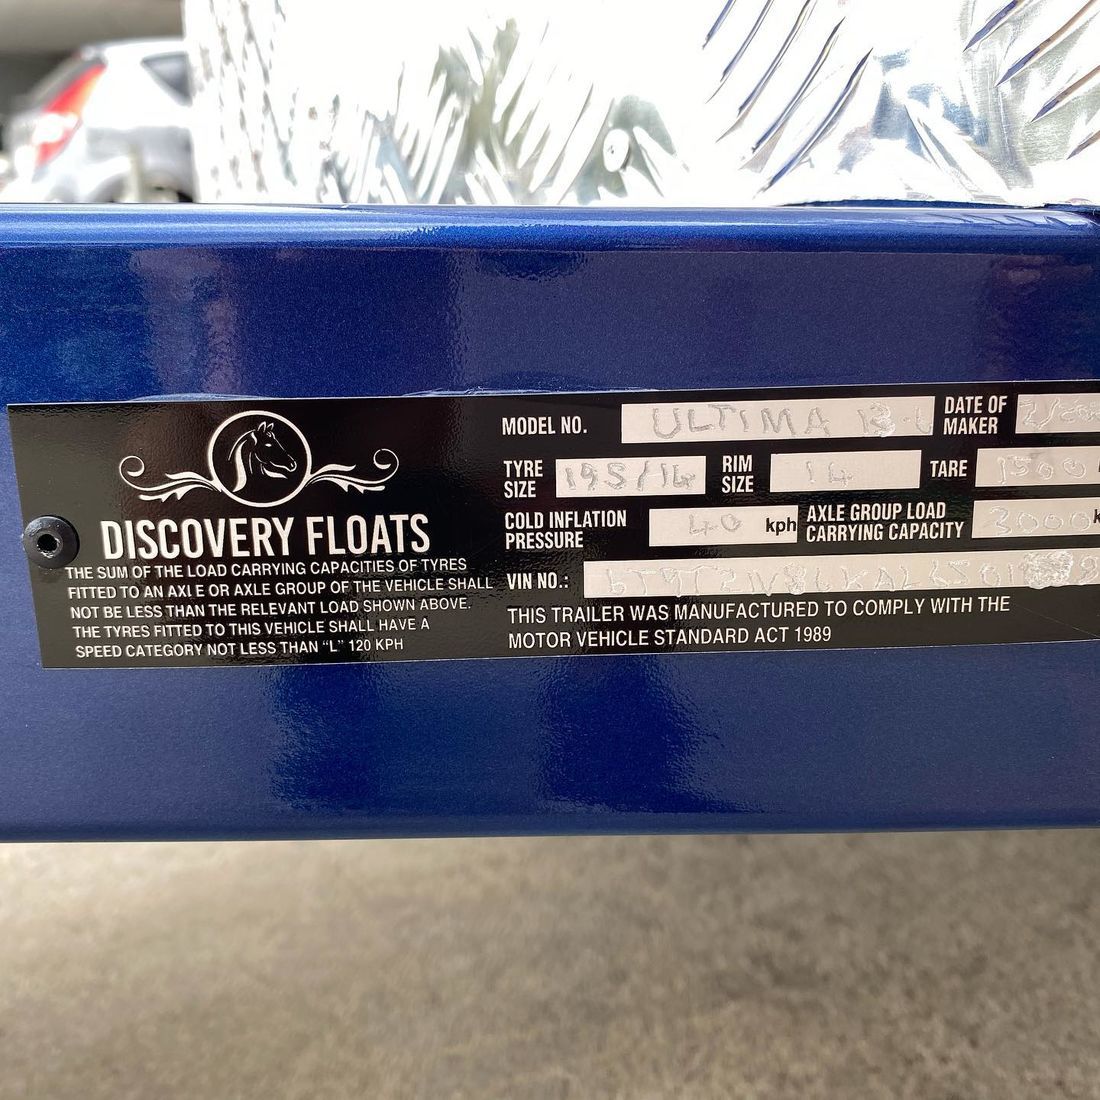 DISCOVERY FLOATS
THE SUM OF THE LOAD CARRYING CAPACITIES OF TYRES
FITTED TO AN AXLE OR AXLE GROUP OF THE VEHICLE SHALL
NOT BE LESS THAN THE RELEVANT LOAD SHOWN ABOVE.
THE TYRES FITTED TO THIS VEHICLE SHALL HAVE A
SPEED CATEGORY NOT LESS THAN "L" 120 KPH
MODEL NO. ULTIMA DATE OF MAKER
TYRE SIZE 195/14 RIM SIZE 14 TARE 1500
COLD INFLATION PRESSURE 40 kph AXLE GROUP LOAD CARRYING CAPACITY 3000
VIN NO.:
THIS TRAILER WAS MANUFACTURED TO COMPLY WITH THE
MOTOR VEHICLE STANDARD ACT 1989